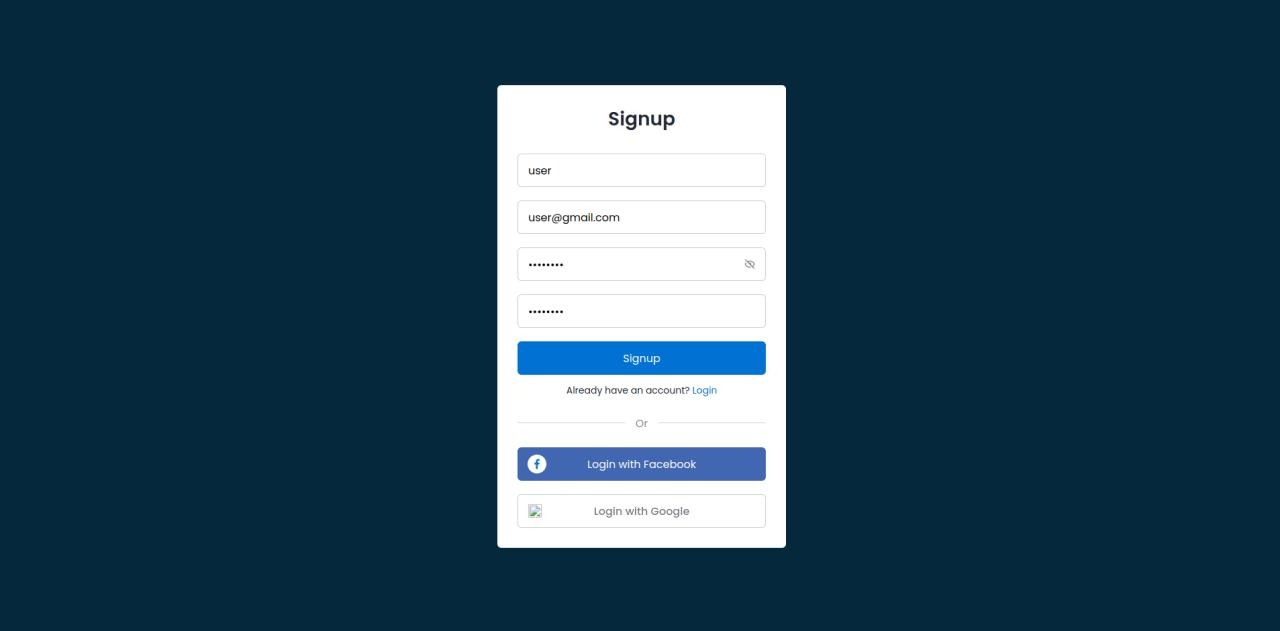 Signup
user
user@gmail.com
••••••••
••••••••
Signup
Already have an account? Login
Or
Login with Facebook
Login with Google